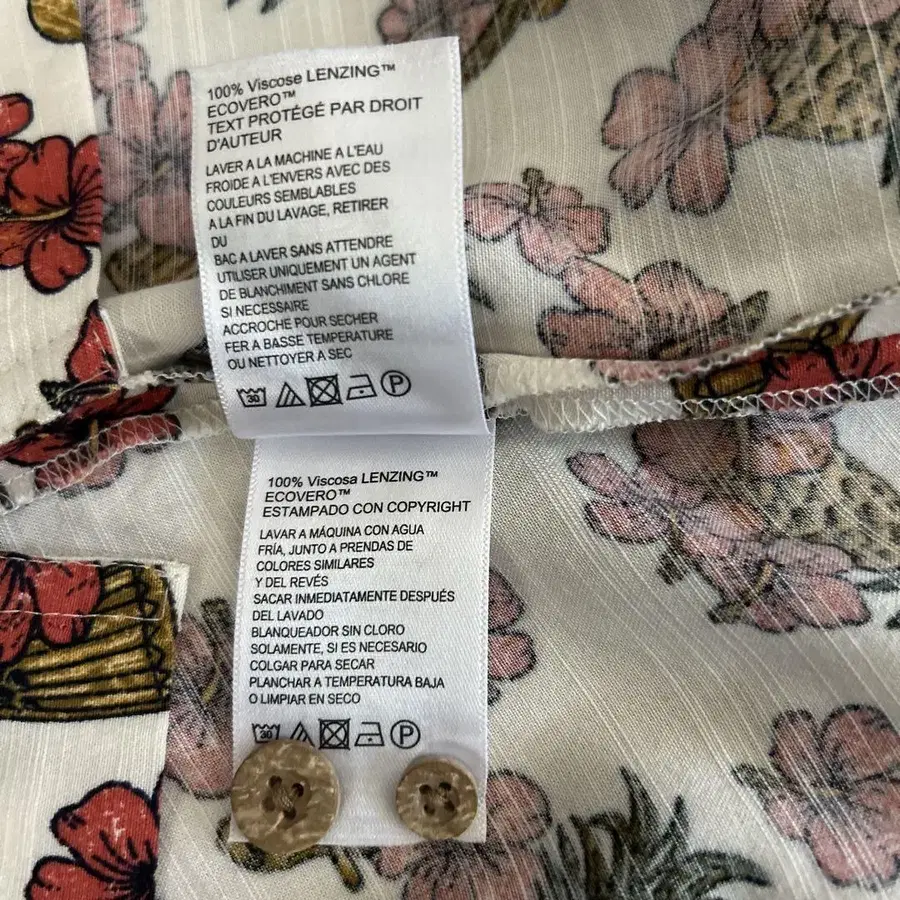 100% Viscose LENZING™
ECOVERO™
TEXT PROTÉGÉ PAR DROIT
D'AUTEUR
LAVER A LA MACHINE A L'EAU
FROIDE A L'ENVERS AVEC DES
COULEURS SEMBLABLES
A LA FIN DU LAVAGE, RETIRER
DU
BAC A LAVER SANS ATTENDRE
UTILISER UNIQUEMENT UN AGENT
DE BLANCHIMENT SANS CHLORE
SI NECESSAIRE
ACCROCHE POUR SECHER
FER A BASSE TEMPERATURE
OU NETTOYER A SEC
30 P
100% Viscosa LENZING™
ECOVERO™
ESTAMPADO CON COPYRIGHT
LAVAR A MÁQUINA CON AGUA
FRÍA, JUNTO A PRENDAS DE
COLORES SIMILARES
Y DEL REVÉS
SACAR INMEDIATAMENTE DESPUÉS
DEL LAVADO
BLANQUEADOR SIN CLORO
SOLAMENTE, SI ES NECESARIO
COLGAR PARA SECAR
PLANCHAR A TEMPERATURA BAJA
O LIMPIAR EN SECO
30 P